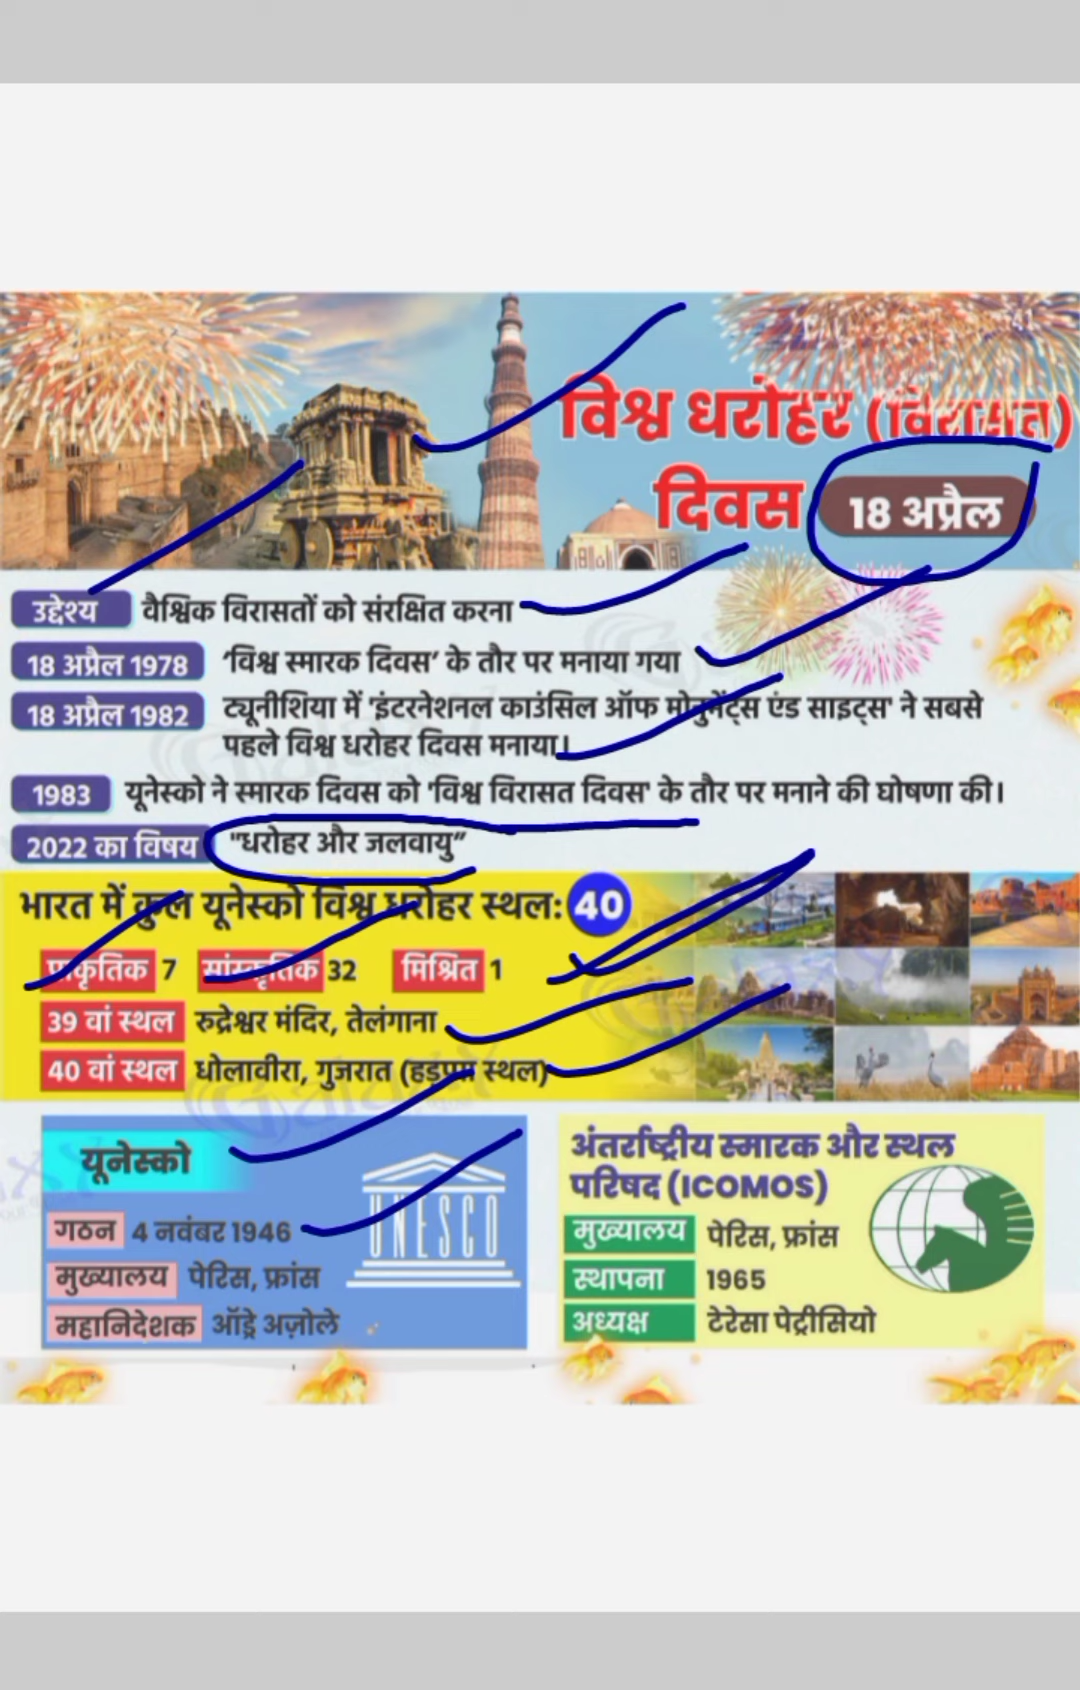 विश्व धरोहर (विरासत)
दिवस 18 अप्रैल
उद्देश्य वैश्विक विरासतों को संरक्षित करना
18 अप्रैल 1978 'विश्व स्मारक दिवस' के तौर पर मनाया गया
18 अप्रैल 1982 ट्यूनीशिया में 'इंटरनेशनल काउंसिल ऑफ मोनुमेंट्स एंड साइट्स' ने सबसे
पहले विश्व धरोहर दिवस मनाया।
1983 यूनेस्को ने स्मारक दिवस को 'विश्व विरासत दिवस' के तौर पर मनाने की घोषणा की।
2022 का विषय "धरोहर और जलवायु"
भारत में कुल यूनेस्को विश्व धरोहर स्थल: 40
प्राकृतिक 7 सांस्कृतिक 32 मिश्रित 1
39 वां स्थल रुद्रेश्वर मंदिर, तेलंगाना
40 वां स्थल धोलावीरा, गुजरात (हड़प्पा स्थल)
यूनेस्को
UNESCO
गठन 4 नवंबर 1946
मुख्यालय पेरिस, फ्रांस
महानिदेशक ऑड्रे अज़ोले
अंतर्राष्ट्रीय स्मारक और स्थल
परिषद (ICOMOS)
मुख्यालय पेरिस, फ्रांस
स्थापना 1965
अध्यक्ष टेरेसा पेट्रीसियो